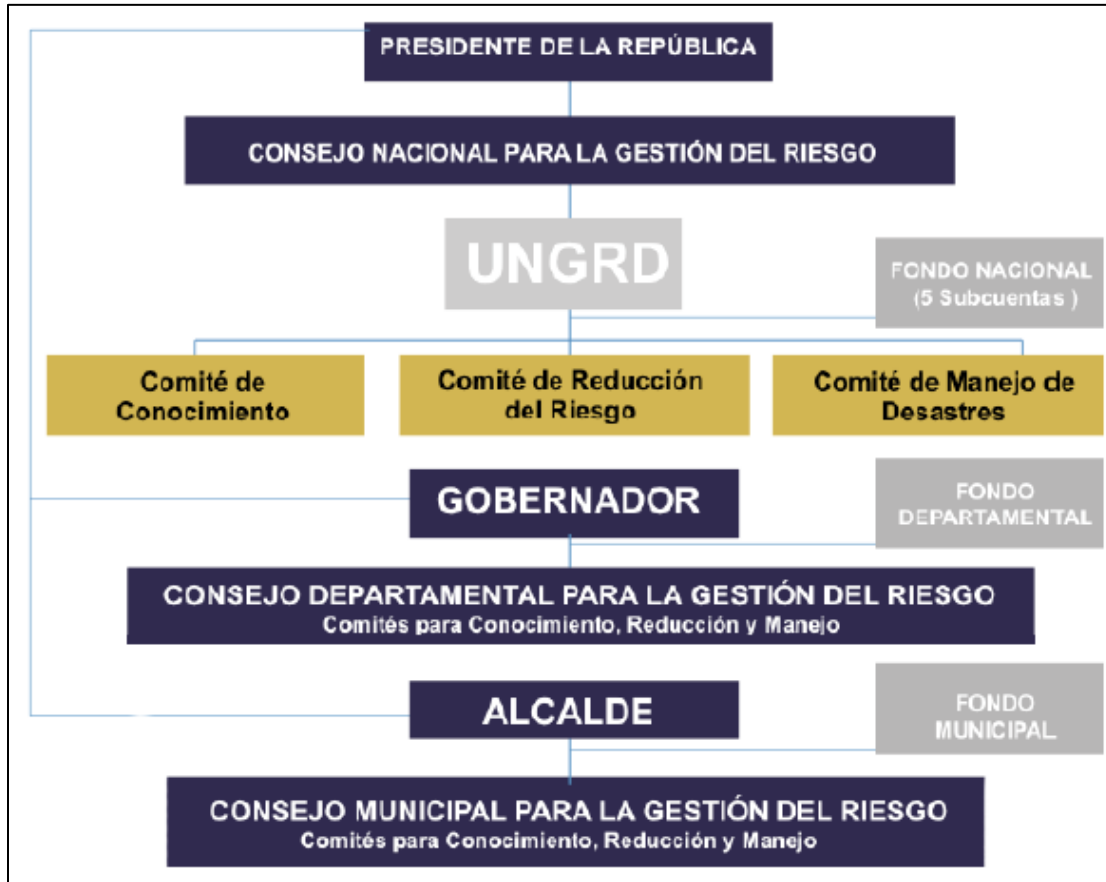 PRESIDENTE DE LA REPÚBLICA
CONSEJO NACIONAL PARA LA GESTIÓN DEL RIESGO
UNGRD
FONDO NACIONAL
(5 Subcuentas )
Comité de
Conocimiento
Comité de Reducción
del Riesgo
Comité de Manejo de
Desastres
GOBERNADOR
FONDO
DEPARTAMENTAL
CONSEJO DEPARTAMENTAL PARA LA GESTIÓN DEL RIESGO
Comités para Conocimiento, Reducción y Manejo
ALCALDE
FONDO
MUNICIPAL
CONSEJO MUNICIPAL PARA LA GESTIÓN DEL RIESGO
Comités para Conocimiento, Reducción y Manejo